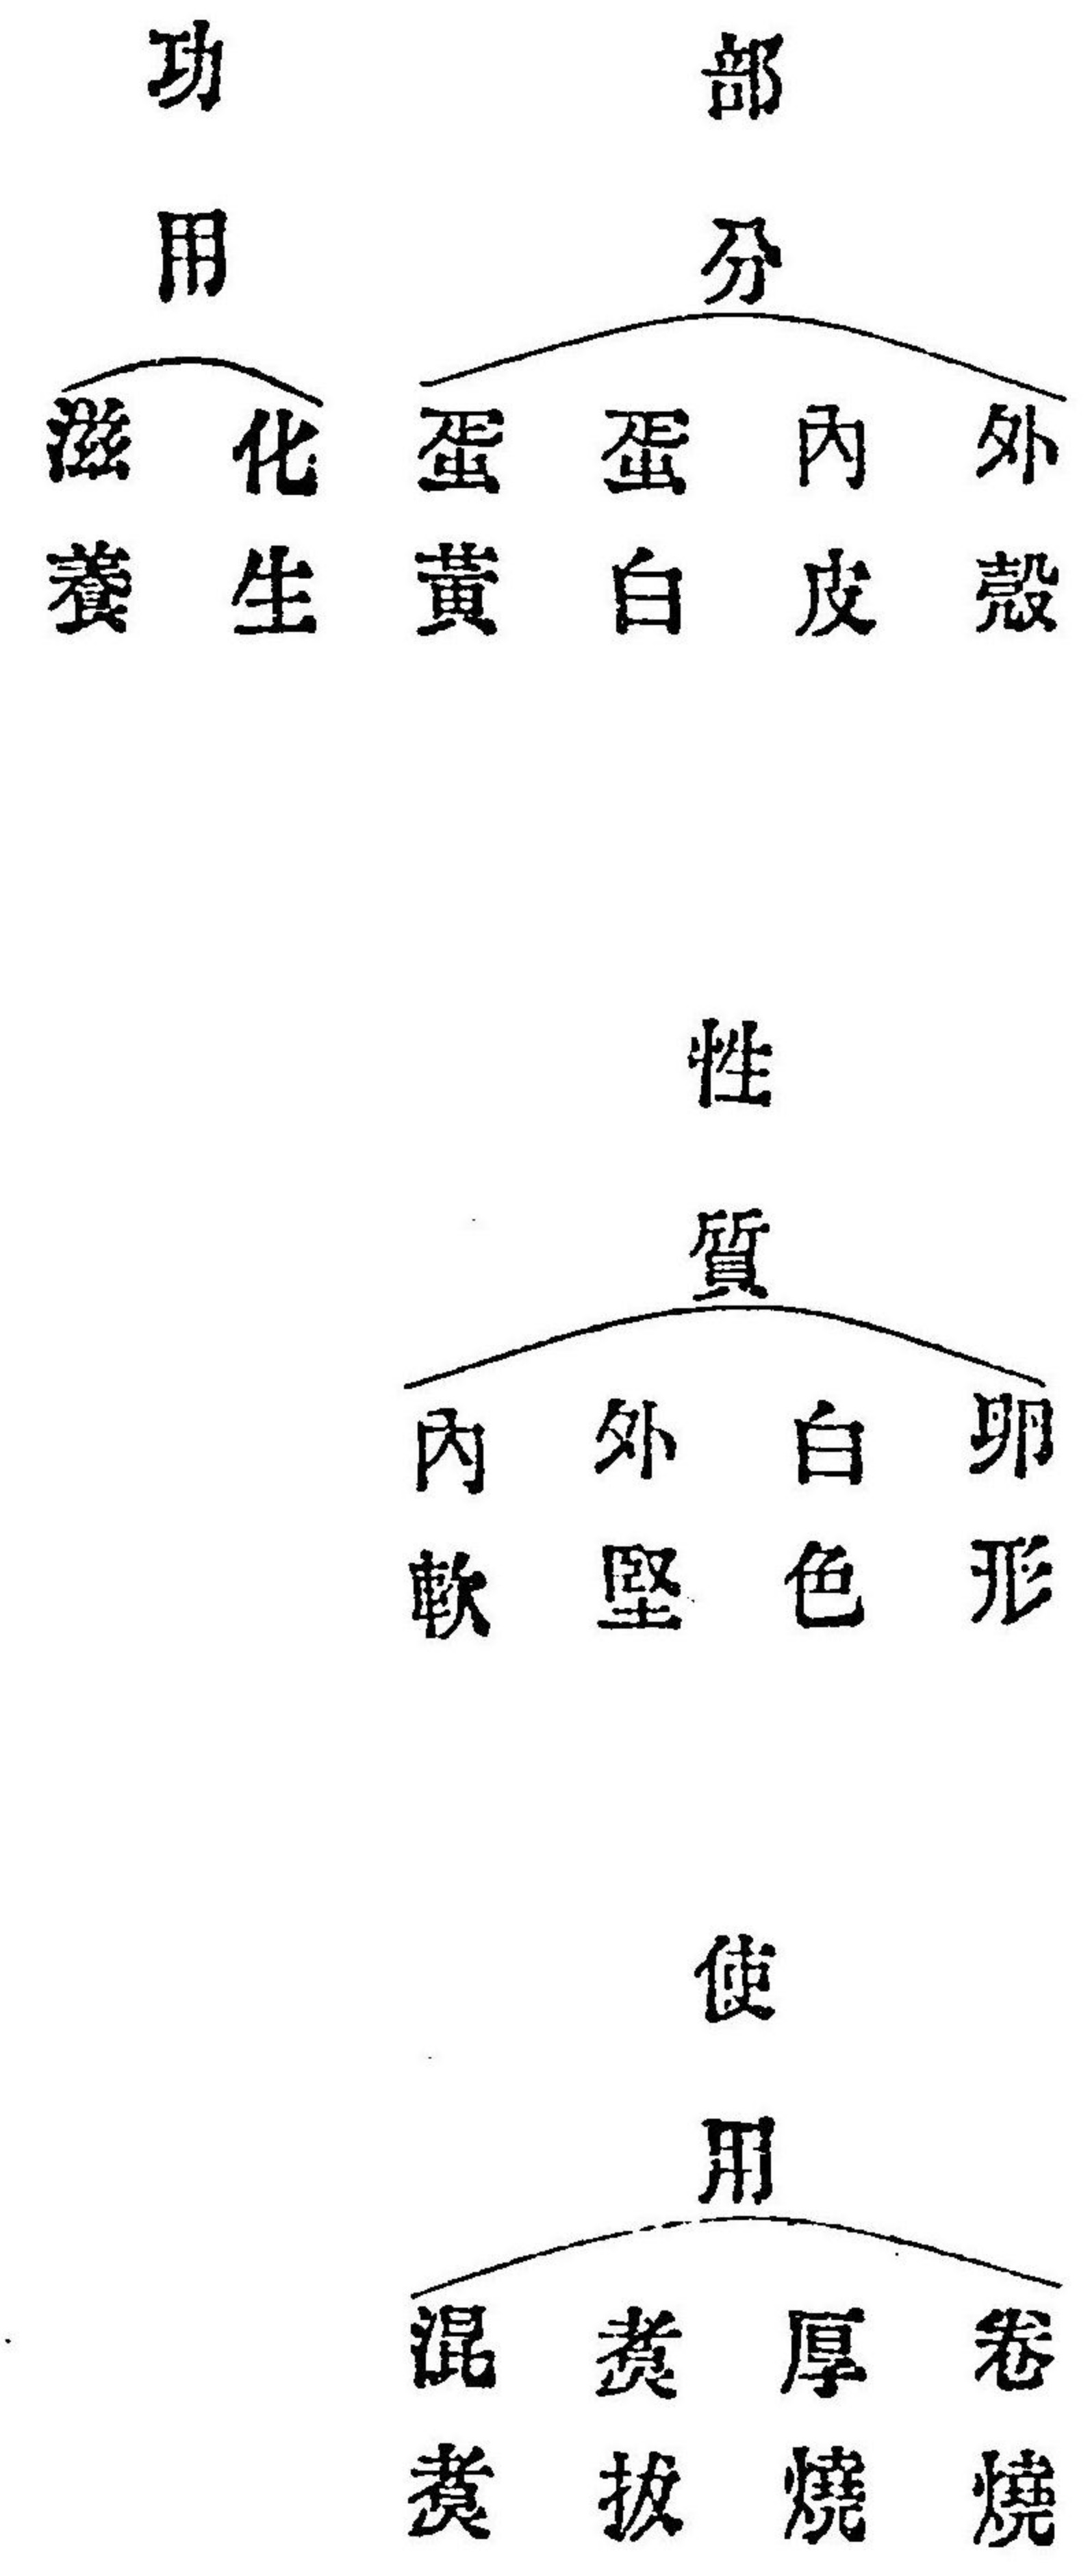 部分
外殼
內皮
蛋白
蛋黃
功用
化生
滋養
性質
卵形
白色
外堅
內軟
使用
卷燒
厚燒
煑拔
混煑